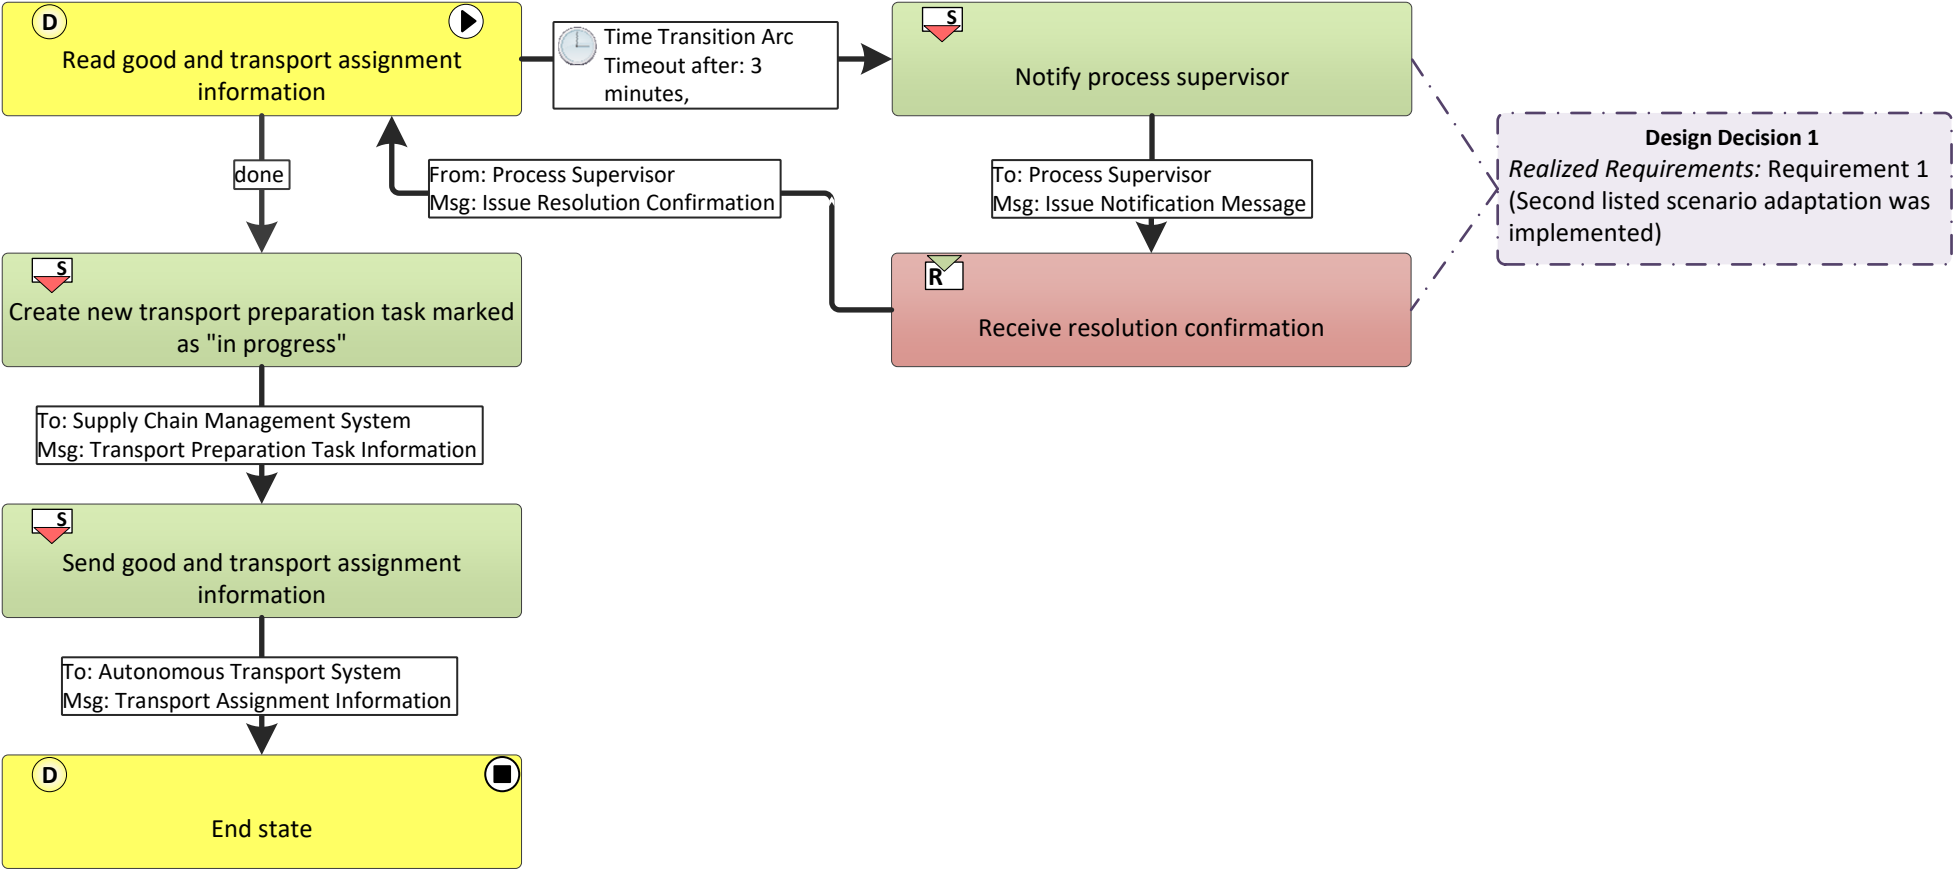 D
Read good and transport assignment
information
Time Transition Arc
Timeout after: 3
minutes,
S
Notify process supervisor
Design Decision 1
Realized Requirements: Requirement 1
(Second listed scenario adaptation was
implemented)
done
From: Process Supervisor
Msg: Issue Resolution Confirmation
To: Process Supervisor
Msg: Issue Notification Message
S
Create new transport preparation task marked
as "in progress"
R
Receive resolution confirmation
To: Supply Chain Management System
Msg: Transport Preparation Task Information
S
Send good and transport assignment
information
To: Autonomous Transport System
Msg: Transport Assignment Information
D
End state